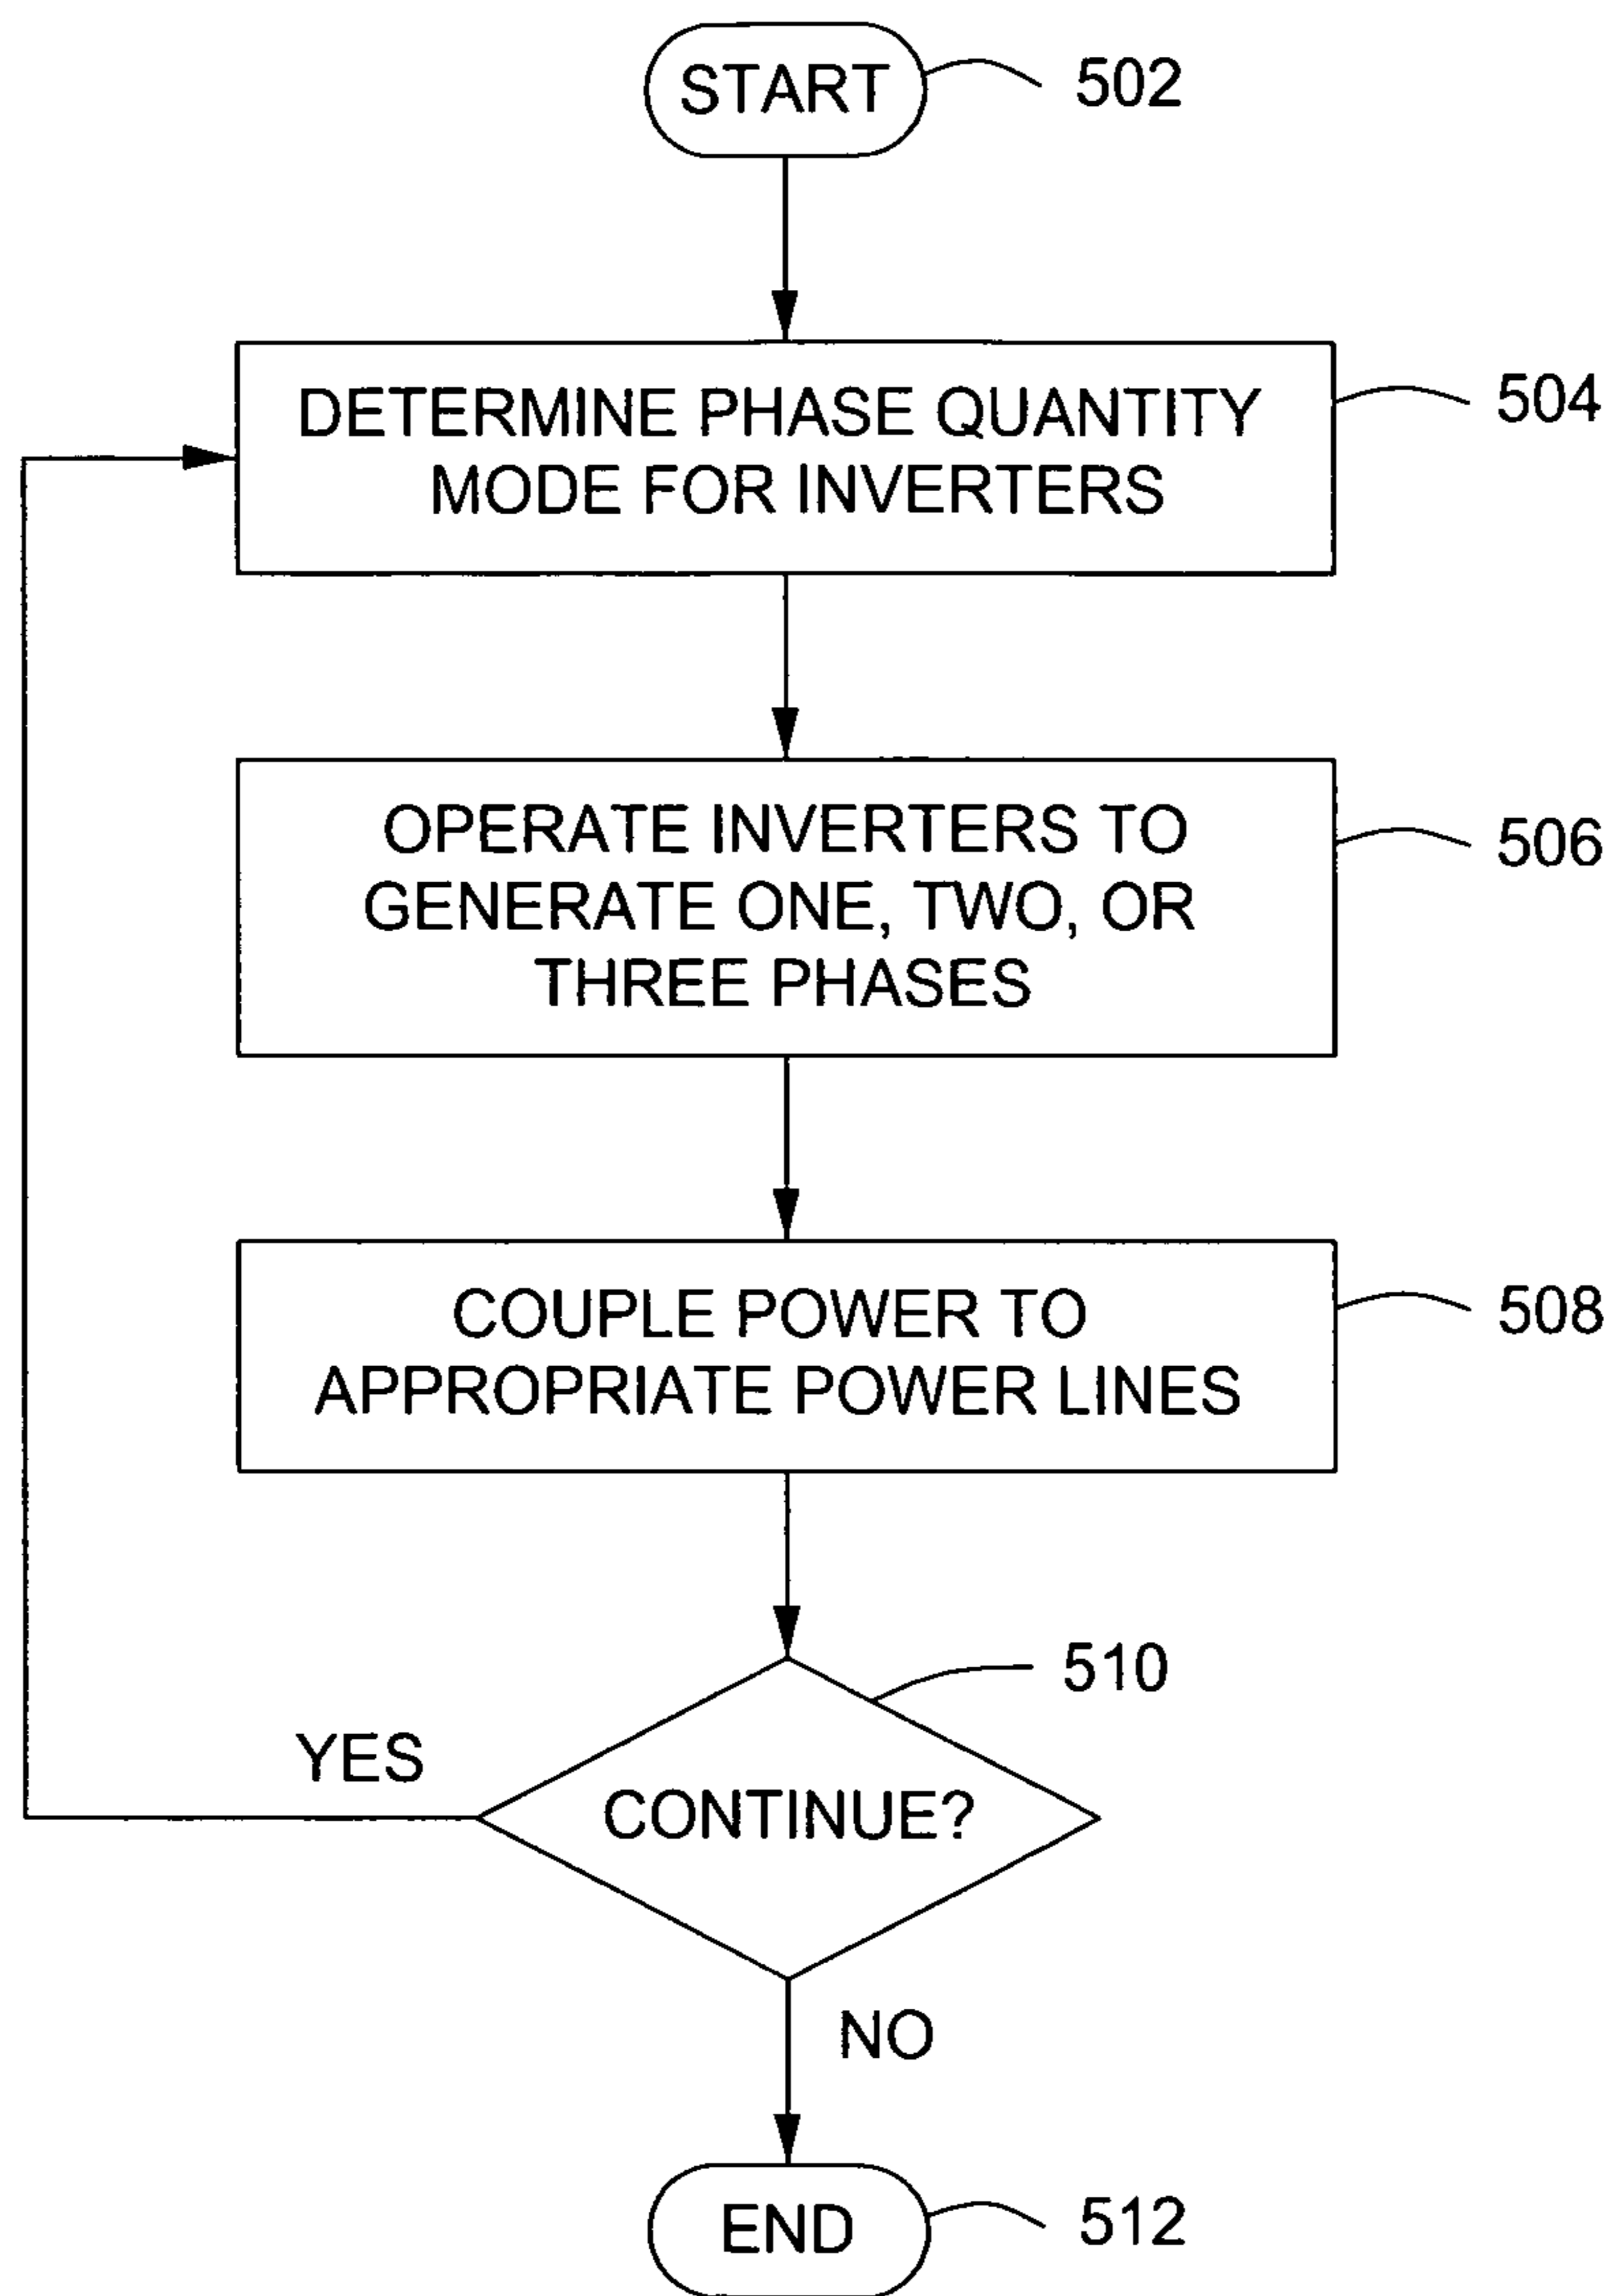 START
502
DETERMINE PHASE QUANTITY
MODE FOR INVERTERS
504
OPERATE INVERTERS TO
GENERATE ONE, TWO, OR
THREE PHASES
506
COUPLE POWER TO
APPROPRIATE POWER LINES
508
510
YES
CONTINUE?
NO
END
512